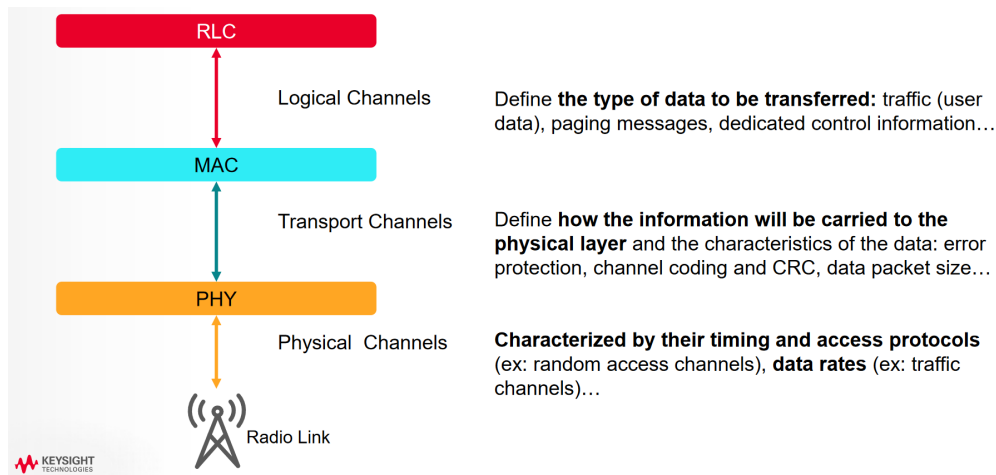 RLC
Logical Channels
Define the type of data to be transferred: traffic (user
data), paging messages, dedicated control information…
MAC
Transport Channels
Define how the information will be carried to the
physical layer and the characteristics of the data: error
protection, channel coding and CRC, data packet size…
PHY
Physical Channels
Characterized by their timing and access protocols
(ex: random access channels), data rates (ex: traffic
channels)…
Radio Link
KEYSIGHT
TECHNOLOGIES